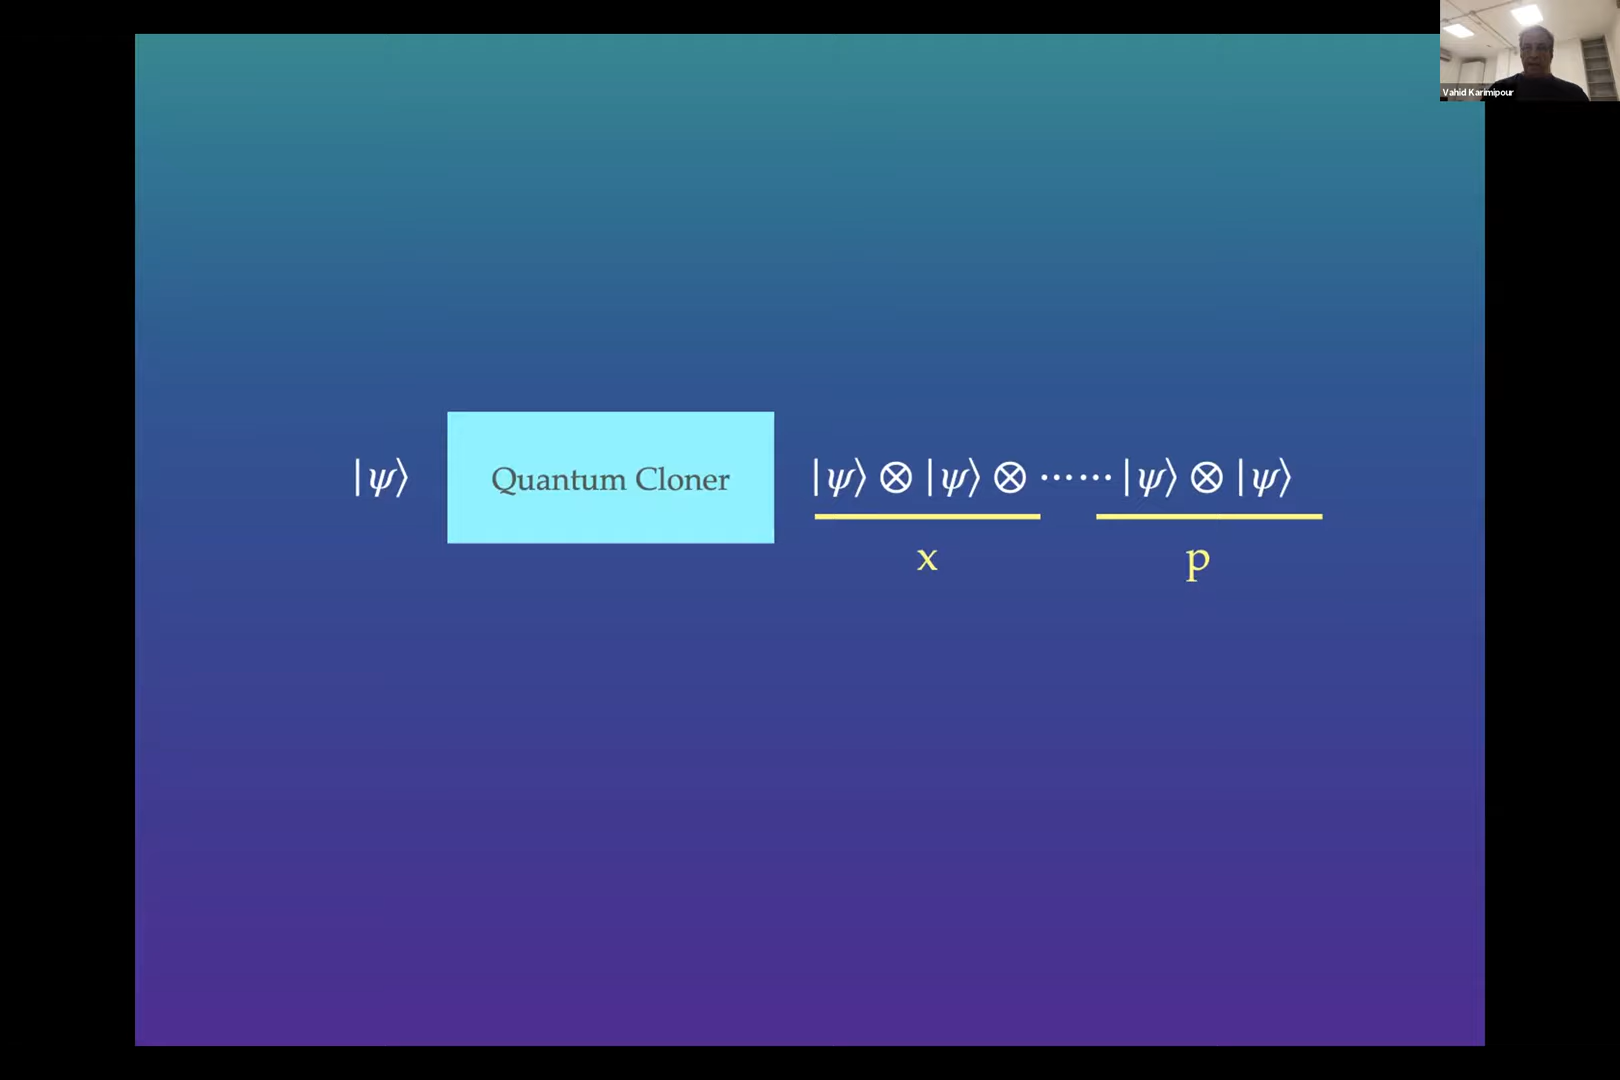 Vahid Karimipour
|ψ⟩ Quantum Cloner |ψ⟩ ⊗ |ψ⟩ ⊗ ⋯⋯ |ψ⟩ ⊗ |ψ⟩
x p